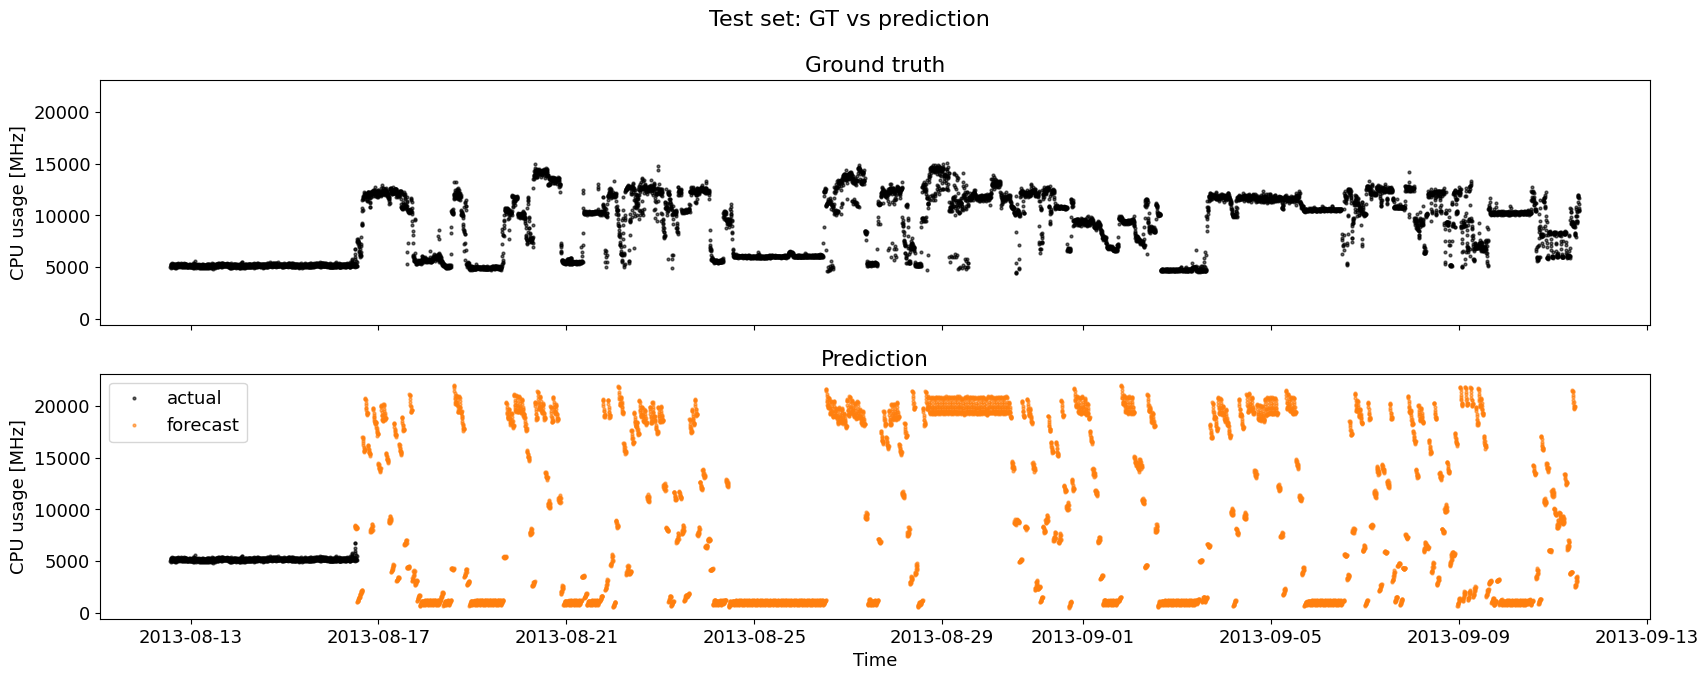 Test set: GT vs prediction
Ground truth
CPU usage [MHz]
20000
15000
10000
5000
0
Prediction
CPU usage [MHz]
actual
forecast
20000
15000
10000
5000
0
2013-08-13 2013-08-17 2013-08-21 2013-08-25 2013-08-29 2013-09-01 2013-09-05 2013-09-09 2013-09-13
Time